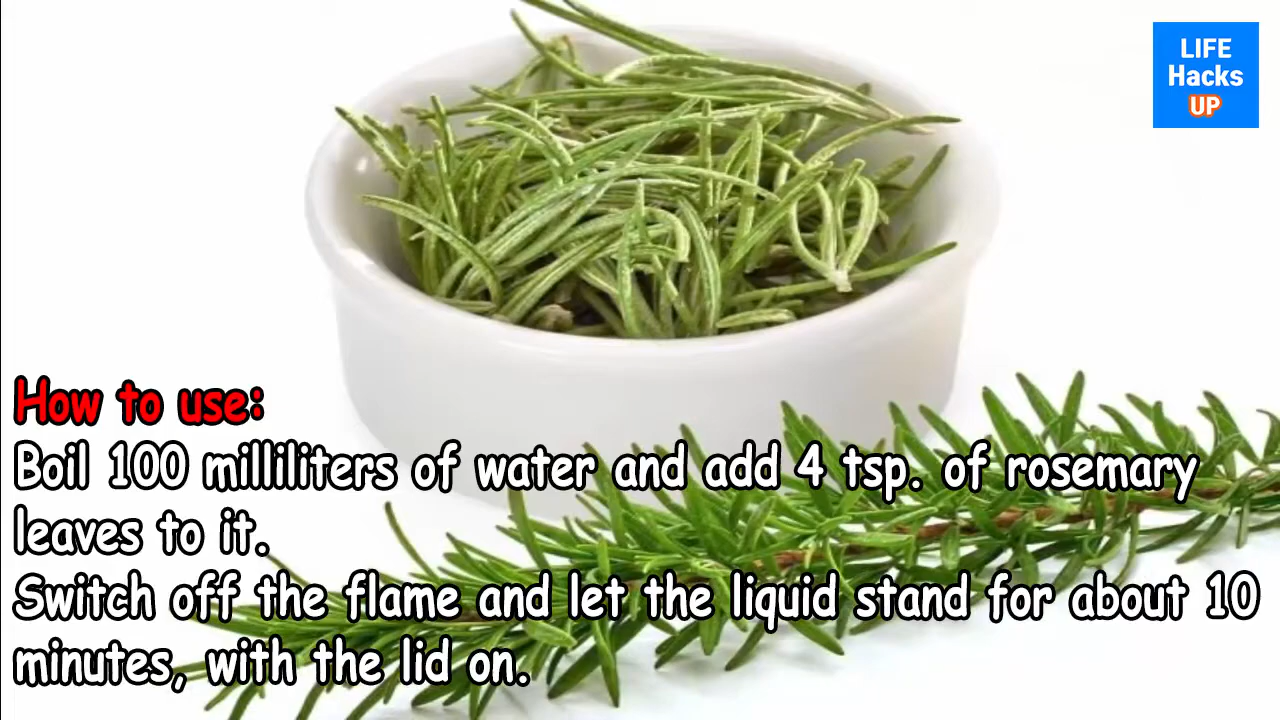 LIFE
Hacks
UP
How to use:
Boil 100 milliliters of water and add 4 tsp. of rosemary
leaves to it.
Switch off the flame and let the liquid stand for about 10
minutes, with the lid on.